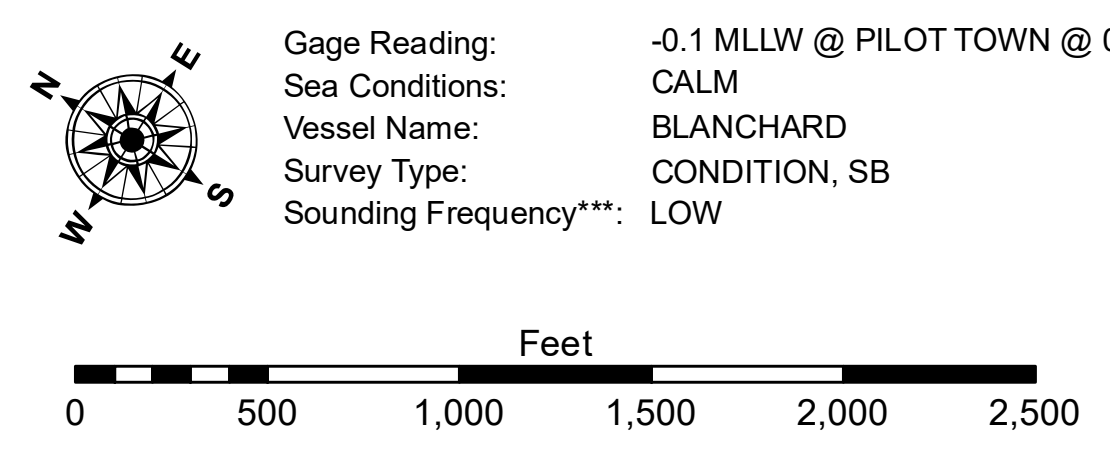 N
E
S
W
Gage Reading: -0.1 MLLW @ PILOT TOWN @
Sea Conditions: CALM
Vessel Name: BLANCHARD
Survey Type: CONDITION, SB
Sounding Frequency***: LOW
Feet
0 500 1,000 1,500 2,000 2,500